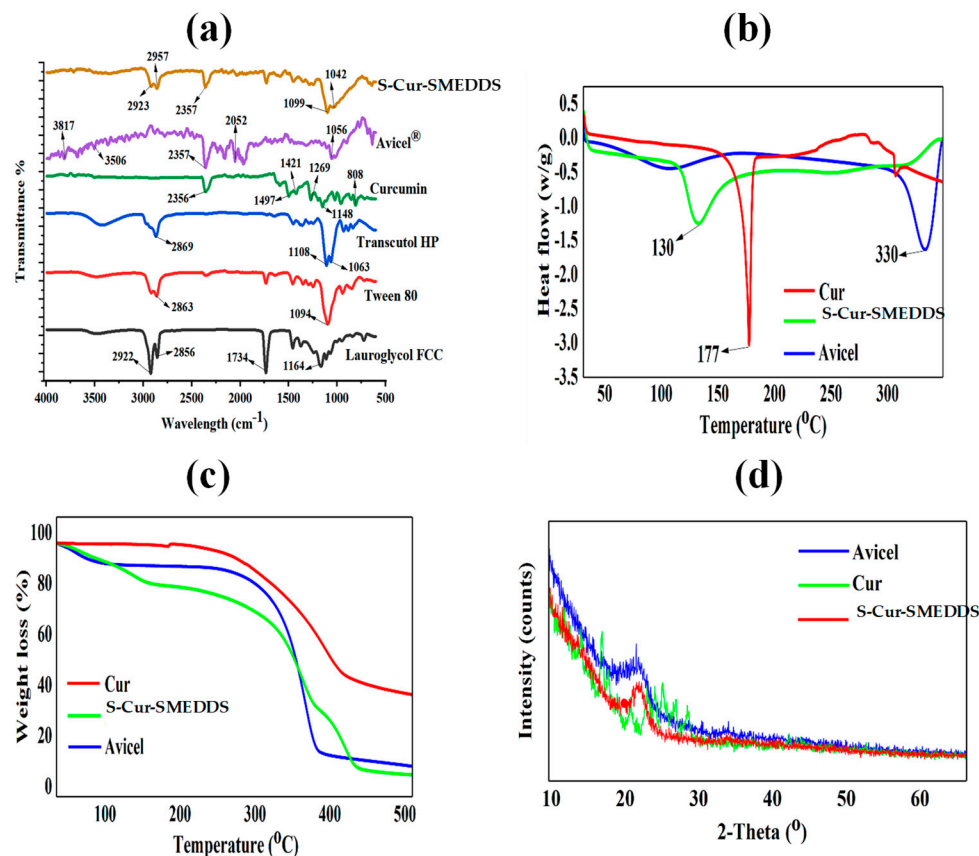 (a)
2957
2923
2357
1042
1099
S-Cur-SMEDDS
3817
3506
2357
2052
1056
Avicel®
2356
1421
1269
808
1497
1148
Curcumin
2869
1108
1063
Transcutol HP
2863
1094
Tween 80
2922
2856
1734
1164
Lauroglycol FCC
4000 3500 3000 2500 2000 1500 1000 500
Wavelength (cm-1)
Transmittance %
(b)
0.5
0.0
-0.5
-1.0
-1.5
-2.0
-2.5
-3.0
-3.5
Heat flow (w/g)
130
177
330
Cur
S-Cur-SMEDDS
Avicel
50 100 150 200 250 300
Temperature (⁰C)
(c)
100
80
60
40
20
0
Weight loss (%)
Cur
S-Cur-SMEDDS
Avicel
100 200 300 400 500
Temperature (⁰C)
(d)
Avicel
Cur
S-Cur-SMEDDS
Intensity (counts)
10 20 30 40 50 60
2-Theta (⁰)